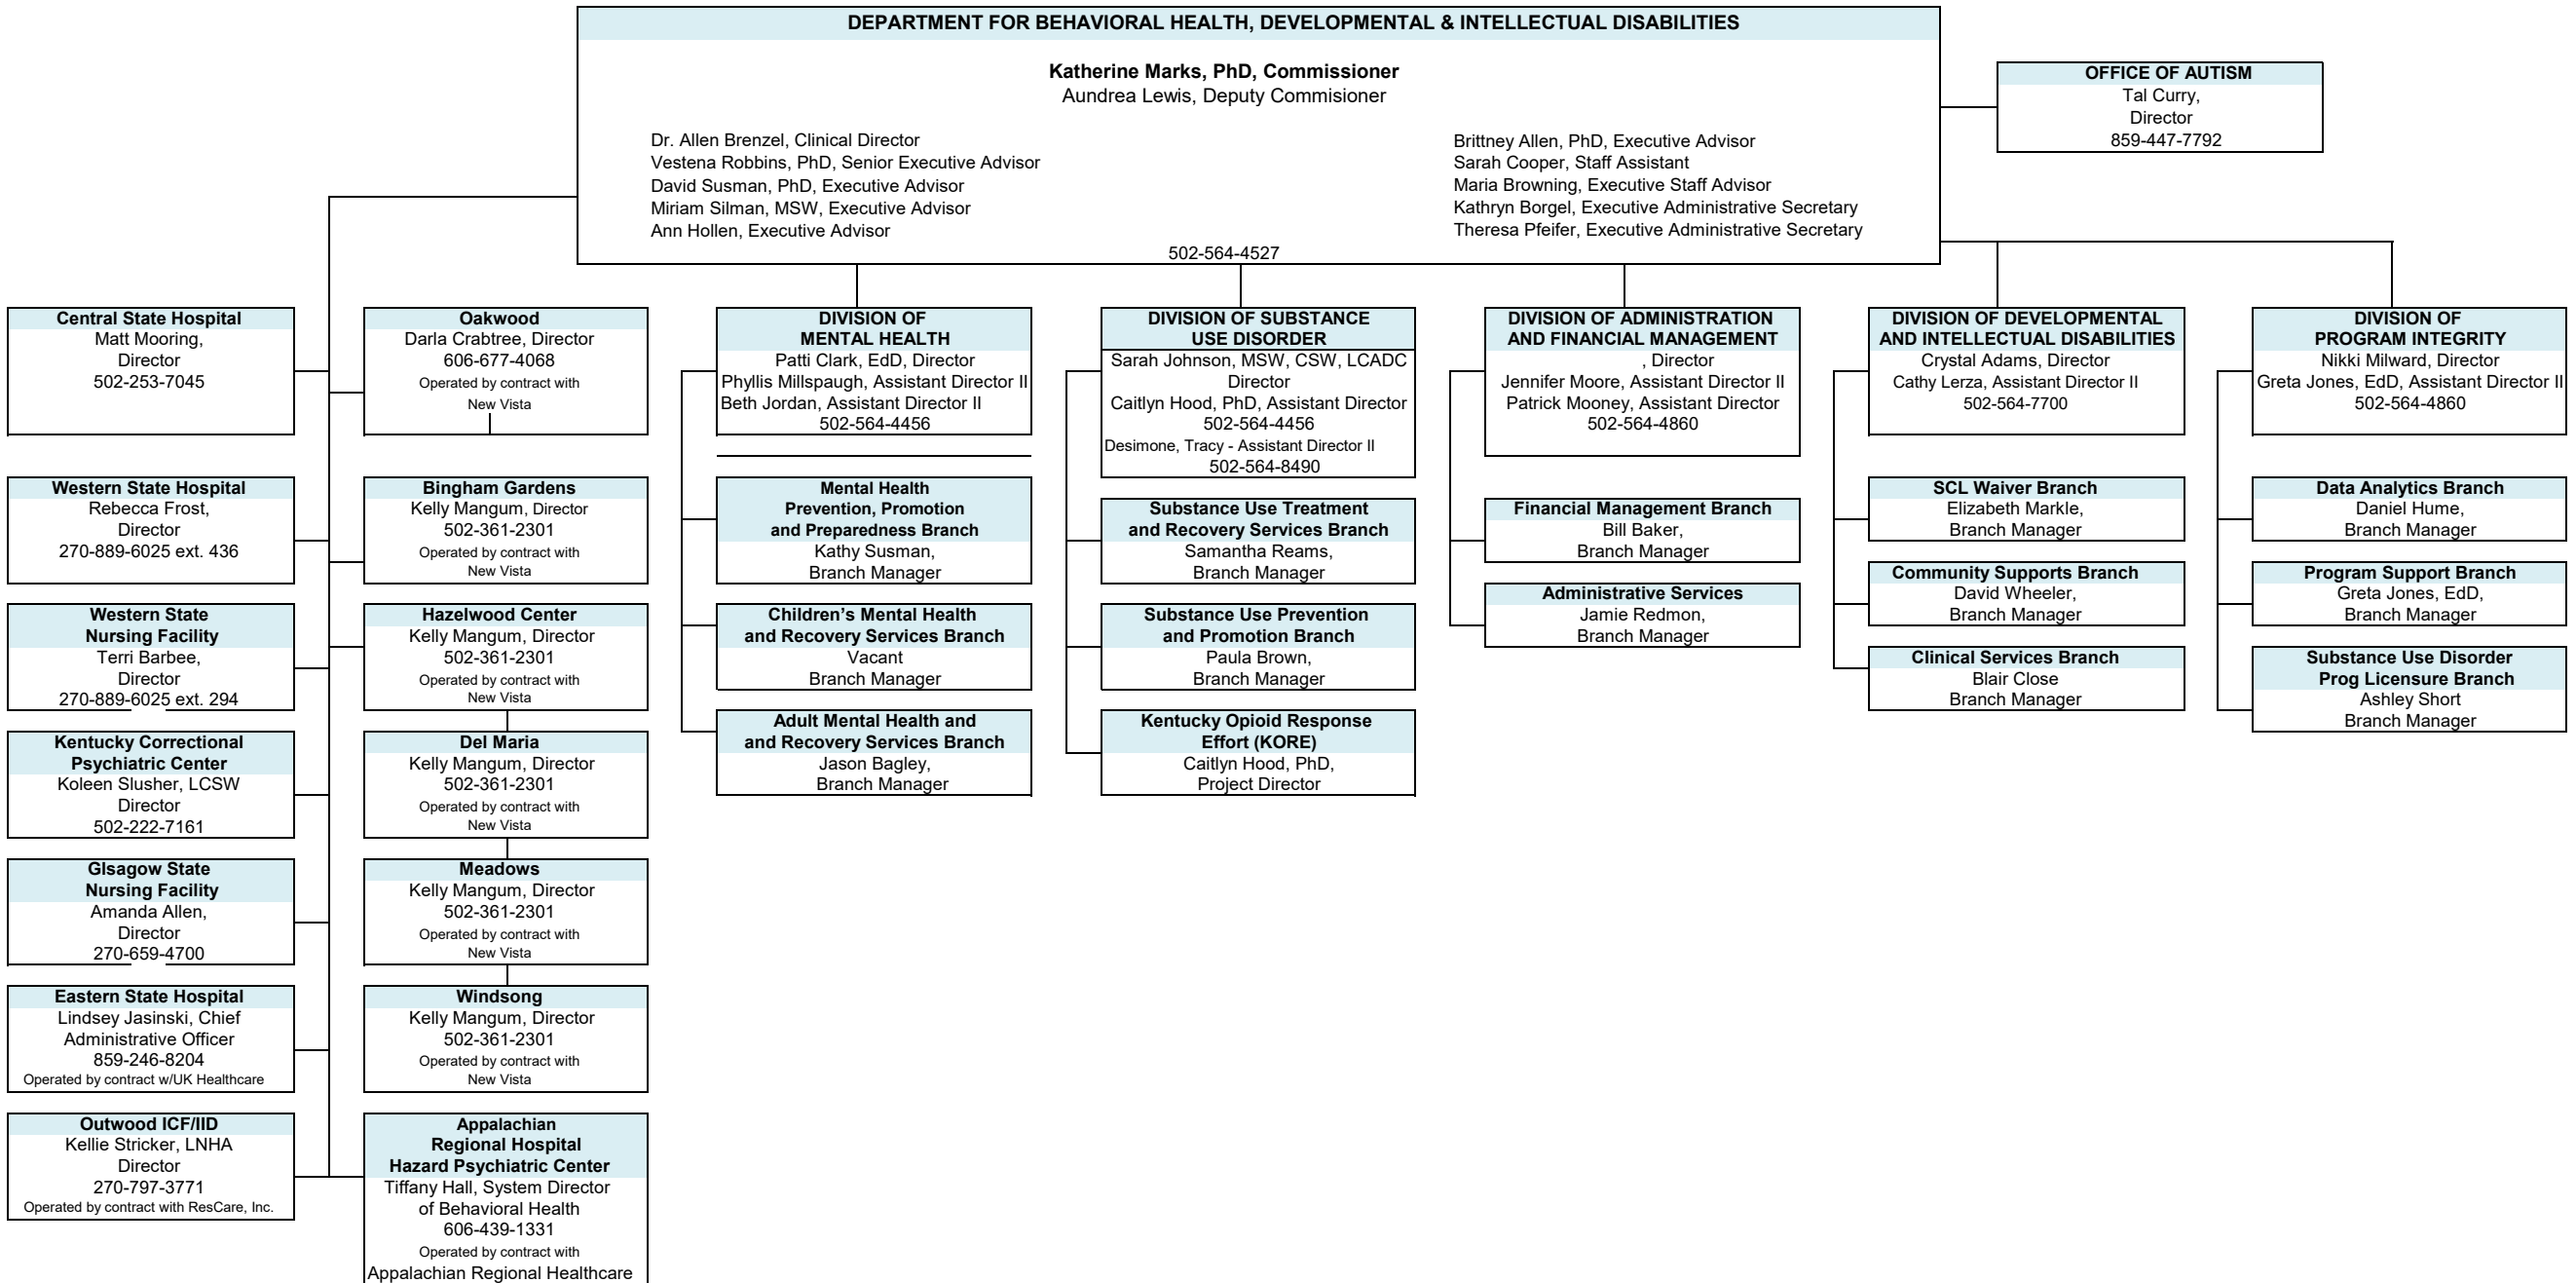 DEPARTMENT FOR BEHAVIORAL HEALTH, DEVELOPMENTAL & INTELLECTUAL DISABILITIES
Katherine Marks, PhD, Commissioner
Aundrea Lewis, Deputy Commisioner
Dr. Allen Brenzel, Clinical Director
Vestena Robbins, PhD, Senior Executive Advisor
David Susman, PhD, Executive Advisor
Miriam Silman, MSW, Executive Advisor
Ann Hollen, Executive Advisor
Brittney Allen, PhD, Executive Advisor
Sarah Cooper, Staff Assistant
Maria Browning, Executive Staff Advisor
Kathryn Borgel, Executive Administrative Secretary
Theresa Pfeifer, Executive Administrative Secretary
502-564-4527
OFFICE OF AUTISM
Tal Curry,
Director
859-447-7792
Central State Hospital
Matt Mooring,
Director
502-253-7045
Western State Hospital
Rebecca Frost,
Director
270-889-6025 ext. 436
Western State
Nursing Facility
Terri Barbee,
Director
270-889-6025 ext. 294
Kentucky Correctional
Psychiatric Center
Koleen Slusher, LCSW
Director
502-222-7161
Glsagow State
Nursing Facility
Amanda Allen,
Director
270-659-4700
Eastern State Hospital
Lindsey Jasinski, Chief
Administrative Officer
859-246-8204
Operated by contract w/UK Healthcare
Outwood ICF/IID
Kellie Stricker, LNHA
Director
270-797-3771
Operated by contract with ResCare, Inc.
Oakwood
Darla Crabtree, Director
606-677-4068
Operated by contract with
New Vista
Bingham Gardens
Kelly Mangum, Director
502-361-2301
Operated by contract with
New Vista
Hazelwood Center
Kelly Mangum, Director
502-361-2301
Operated by contract with
New Vista
Del Maria
Kelly Mangum, Director
502-361-2301
Operated by contract with
New Vista
Meadows
Kelly Mangum, Director
502-361-2301
Operated by contract with
New Vista
Windsong
Kelly Mangum, Director
502-361-2301
Operated by contract with
New Vista
Appalachian
Regional Hospital
Hazard Psychiatric Center
Tiffany Hall, System Director
of Behavioral Health
606-439-1331
Operated by contract with
Appalachian Regional Healthcare
DIVISION OF
MENTAL HEALTH
Patti Clark, EdD, Director
Phyllis Millspaugh, Assistant Director II
Beth Jordan, Assistant Director II
502-564-4456
Mental Health
Prevention, Promotion
and Preparedness Branch
Kathy Susman,
Branch Manager
Children’s Mental Health
and Recovery Services Branch
Vacant
Branch Manager
Adult Mental Health and
and Recovery Services Branch
Jason Bagley,
Branch Manager
DIVISION OF SUBSTANCE
USE DISORDER
Sarah Johnson, MSW, CSW, LCADC
Director
Caitlyn Hood, PhD, Assistant Director
502-564-4456
Desimone, Tracy - Assistant Director II
502-564-8490
Substance Use Treatment
and Recovery Services Branch
Samantha Reams,
Branch Manager
Substance Use Prevention
and Promotion Branch
Paula Brown,
Branch Manager
Kentucky Opioid Response
Effort (KORE)
Caitlyn Hood, PhD,
Project Director
DIVISION OF ADMINISTRATION
AND FINANCIAL MANAGEMENT
, Director
Jennifer Moore, Assistant Director II
Patrick Mooney, Assistant Director
502-564-4860
Financial Management Branch
Bill Baker,
Branch Manager
Administrative Services
Jamie Redmon,
Branch Manager
DIVISION OF DEVELOPMENTAL
AND INTELLECTUAL DISABILITIES
Crystal Adams, Director
Cathy Lerza, Assistant Director II
502-564-7700
SCL Waiver Branch
Elizabeth Markle,
Branch Manager
Community Supports Branch
David Wheeler,
Branch Manager
Clinical Services Branch
Blair Close
Branch Manager
DIVISION OF
PROGRAM INTEGRITY
Nikki Milward, Director
Greta Jones, EdD, Assistant Director II
502-564-4860
Data Analytics Branch
Daniel Hume,
Branch Manager
Program Support Branch
Greta Jones, EdD,
Branch Manager
Substance Use Disorder
Prog Licensure Branch
Ashley Short
Branch Manager